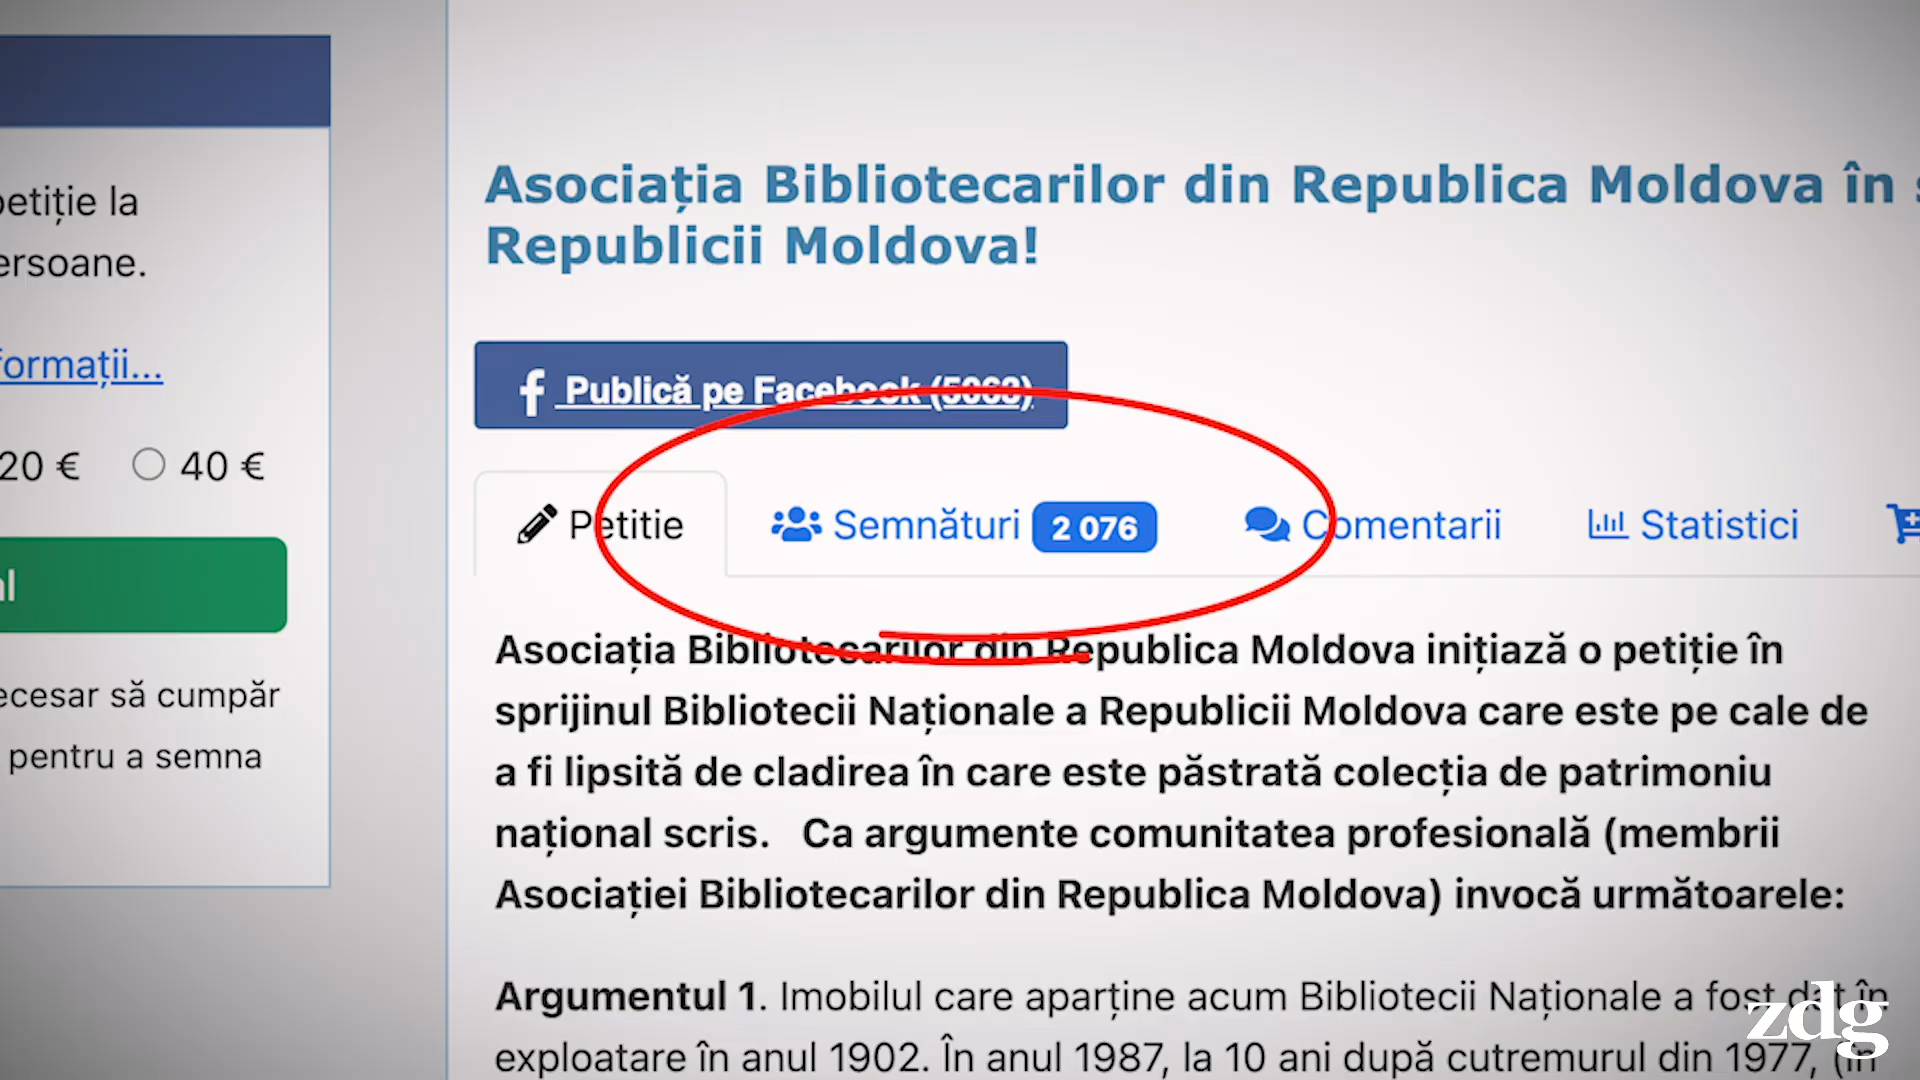 petiție la
ersoane.
formații...
20 € 40 €
ecesar să cumpăr
pentru a semna
Asociația Bibliotecarilor din Republica Moldova în
Republicii Moldova!
Publică pe Facebook (5063)
Petitie Semnături 2 076 Comentarii Statistici
Asociația Bibliotecarilor din Republica Moldova inițiază o petiție în
sprijinul Bibliotecii Naționale a Republicii Moldova care este pe cale de
a fi lipsită de cladirea în care este păstrată colecția de patrimoniu
național scris. Ca argumente comunitatea profesională (membrii
Asociației Bibliotecarilor din Republica Moldova) invocă următoarele:
Argumentul 1. Imobilul care aparține acum Bibliotecii Naționale a fost dat în
exploatare în anul 1902. În anul 1987, la 10 ani după cutremurul din 1977, (în
zdg